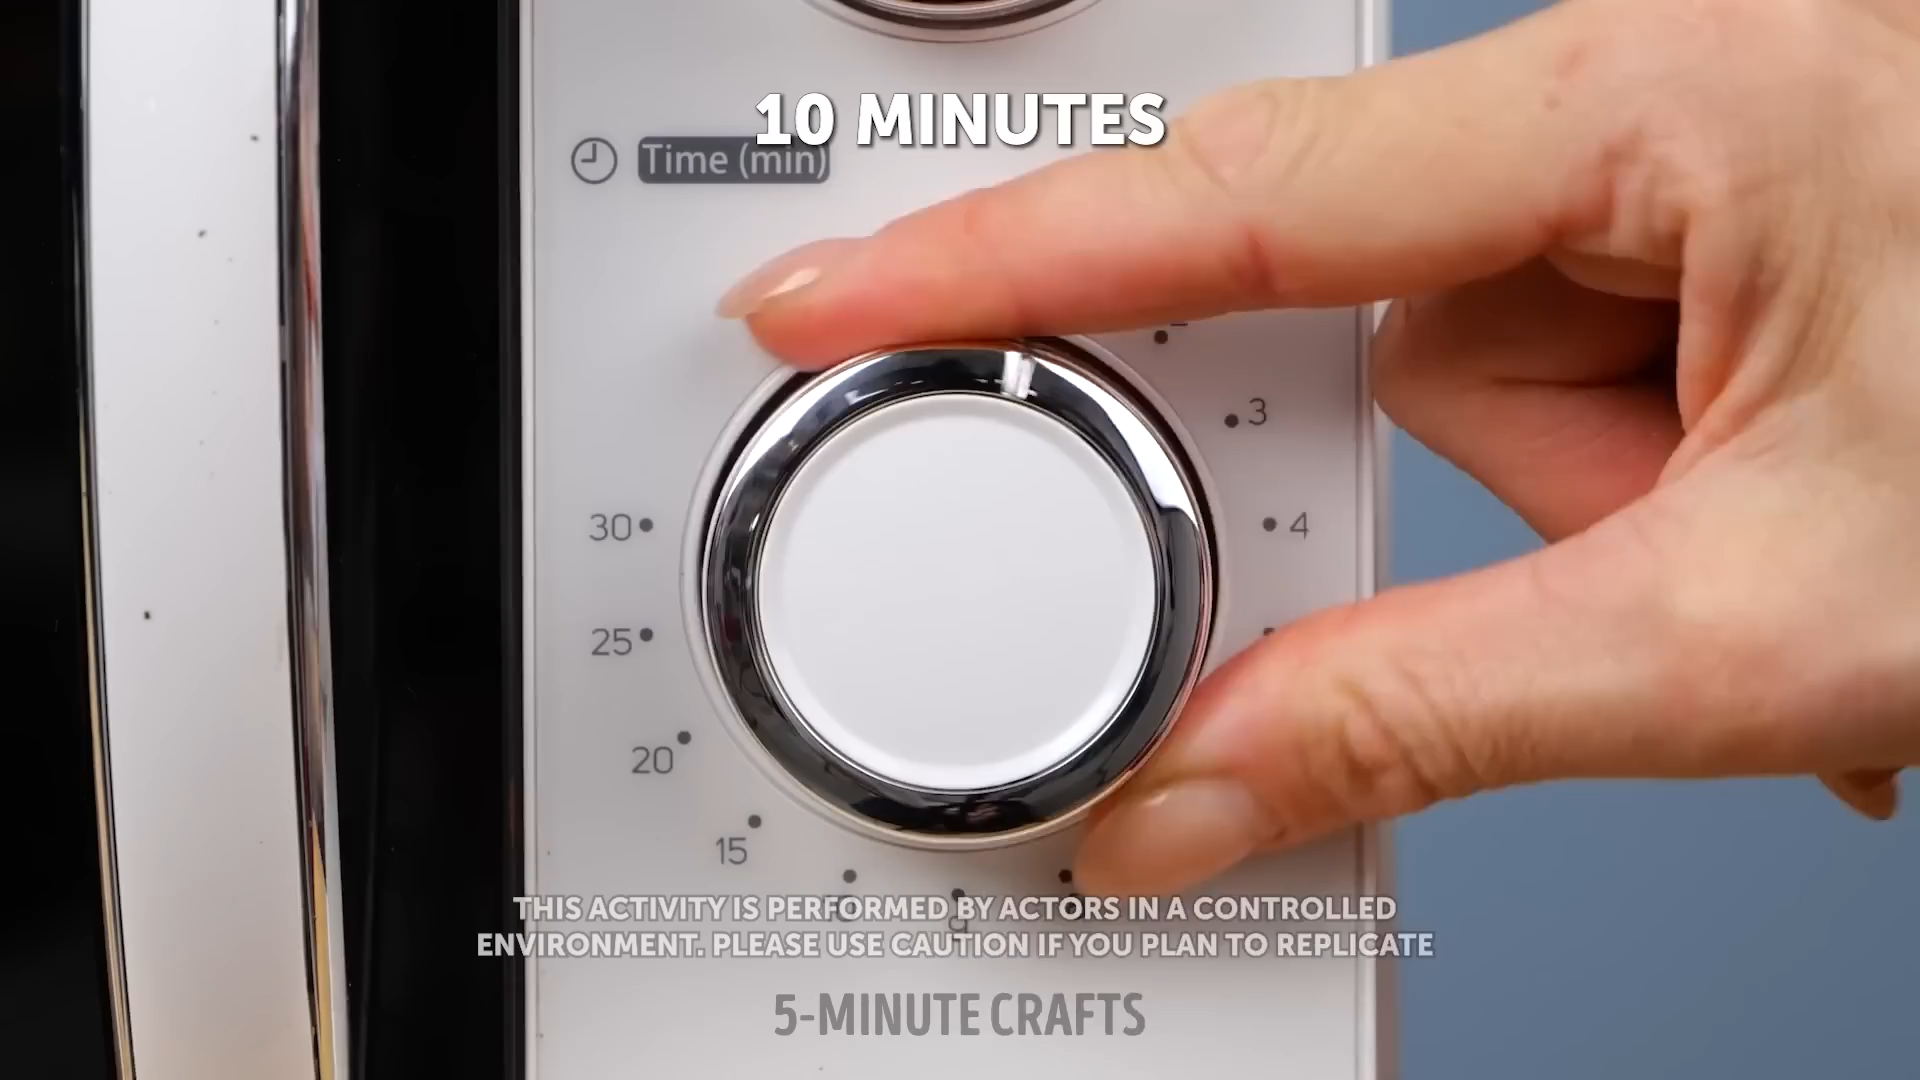 10 MINUTES
Time (min)
3
30
4
25
20
15
9
THIS ACTIVITY IS PERFORMED BY ACTORS IN A CONTROLLED
ENVIRONMENT. PLEASE USE CAUTION IF YOU PLAN TO REPLICATE
5-MINUTE CRAFTS